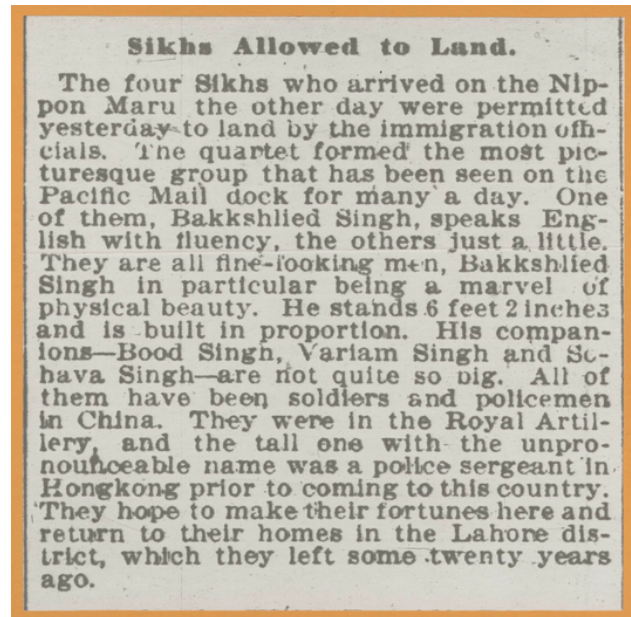 Sikhs Allowed to Land.
The four Sikhs who arrived on the Nip-
pon Maru the other day were permitted
yesterday to land by the immigration offi-
cials. The quartet formed the most pic-
turesque group that has been seen on the
Pacific Mail dock for many a day. One
of them, Bakkshlied Singh, speaks Eng-
lish with fluency, the others just a little.
They are all fine-looking men, Bakkshlied
Singh in particular being a marvel of
physical beauty. He stands 6 feet 2 inches
and is built in proportion. His compan-
ions—Bood Singh, Variam Singh and So-
hava Singh—are not quite so big. All of
them have been soldiers and policemen
in China. They were in the Royal Artil-
lery, and the tall one with the unpro-
nounceable name was a police sergeant in
Hongkong prior to coming to this country.
They hope to make their fortunes here and
return to their homes in the Lahore dis-
trict, which they left some twenty years
ago.